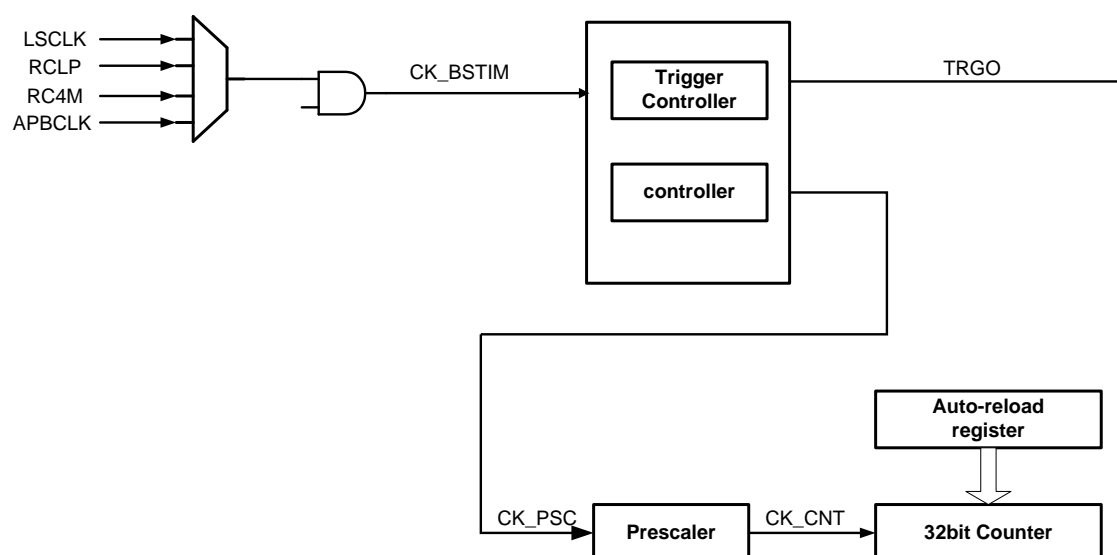 LSCLK
RCLP
RC4M
APBCLK
CK_BSTIM
Trigger
Controller
controller
TRGO
Auto-reload
register
CK_PSC
Prescaler
CK_CNT
32bit Counter